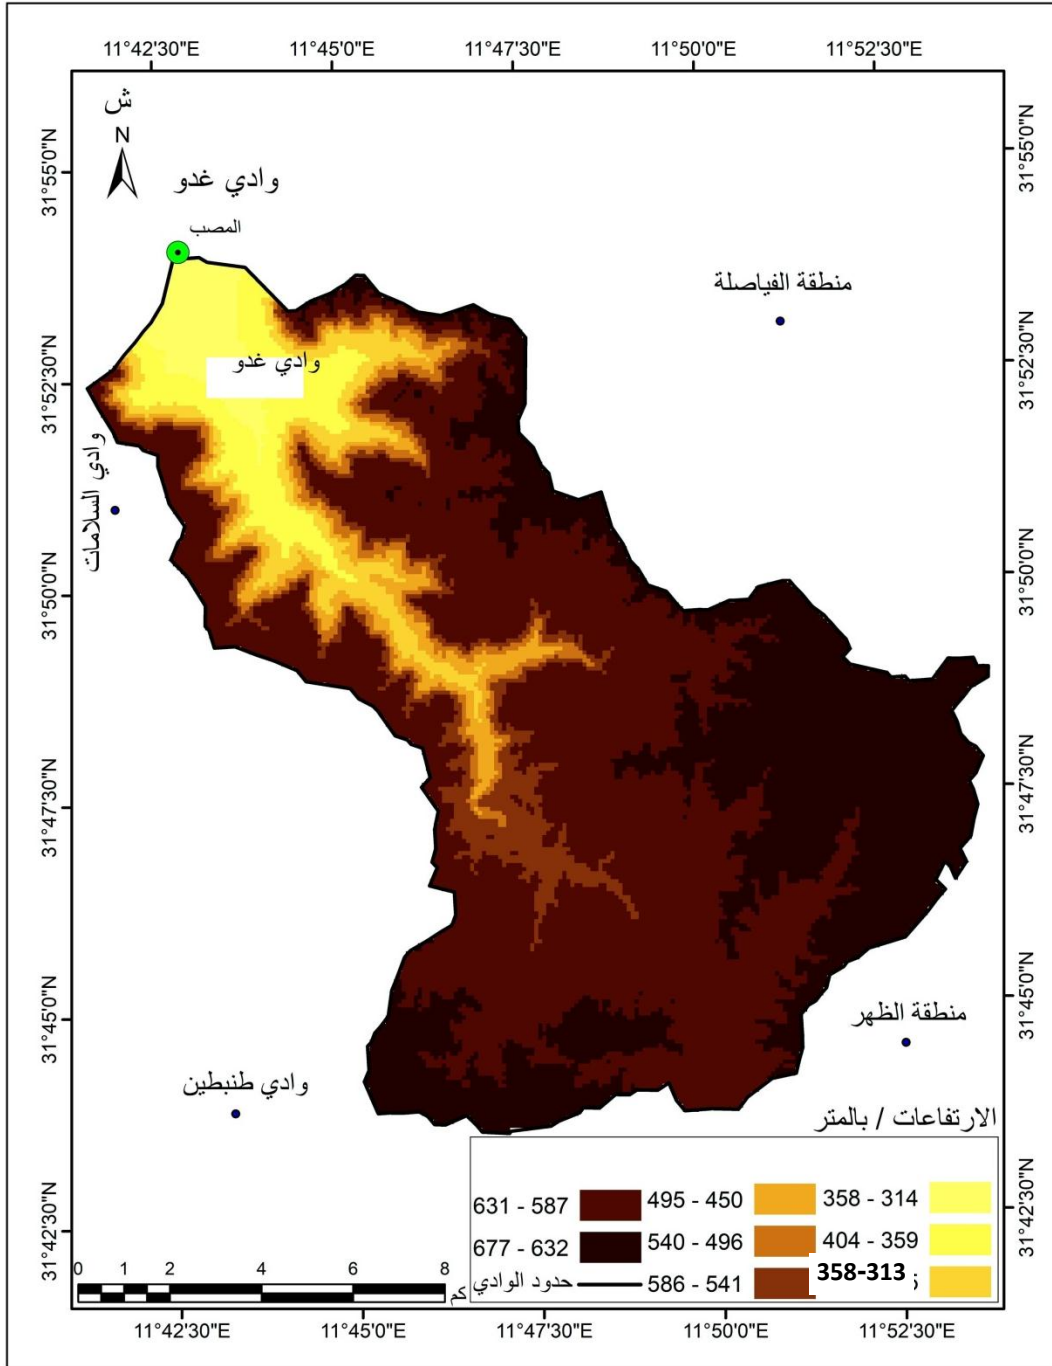 11°42'30"E 11°45'0"E 11°47'30"E 11°50'0"E 11°52'30"E
ش
N
31°55'0"N
31°55'0"N
وادي غدو
المصب
منطقة الفياصلة
31°52'30"N
31°52'30"N
وادي غدو
وادي السلامات
31°50'0"N
31°50'0"N
31°47'30"N
31°47'30"N
31°45'0"N
31°45'0"N
منطقة الظهر
وادي طنبطين
الارتفاعات / بالمتر
31°42'30"N
31°42'30"N
358 - 314
495 - 450
631 - 587
404 - 359
540 - 496
677 - 632
358-313
586 - 541
حدود الوادي
0 1 2 4 6 8
كم
11°42'30"E 11°45'0"E 11°47'30"E 11°50'0"E 11°52'30"E